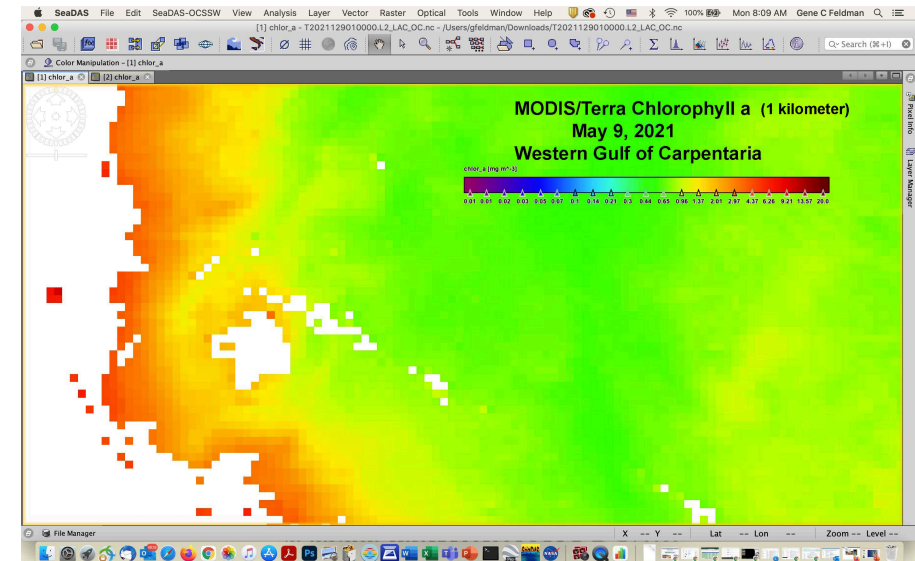 SeaDAS File Edit SeaDAS-OCSSW View Analysis Layer Vector Raster Optical Tools Window Help 100% Mon 8:09 AM Gene C Feldman
[1] chlor_a - T2021129010000.L2_LAC_OC.nc - /Users/gfeldman/Downloads/T2021129010000.L2_LAC_OC.nc
Search (⌘+I)
Color Manipulation – [1] chlor_a
[1] chlor_a [2] chlor_a
MODIS/Terra Chlorophyll a (1 kilometer)
May 9, 2021
Western Gulf of Carpentaria
chlor_a [mg m^-3]
0.01 0.01 0.02 0.03 0.05 0.07 0.1 0.14 0.21 0.3 0.44 0.65 0.96 1.37 2.01 2.97 4.37 6.26 9.21 13.57 20.0
Pixel Info
Layer Manager
File Manager
X -- Y -- Lat -- Lon -- Zoom -- Level --